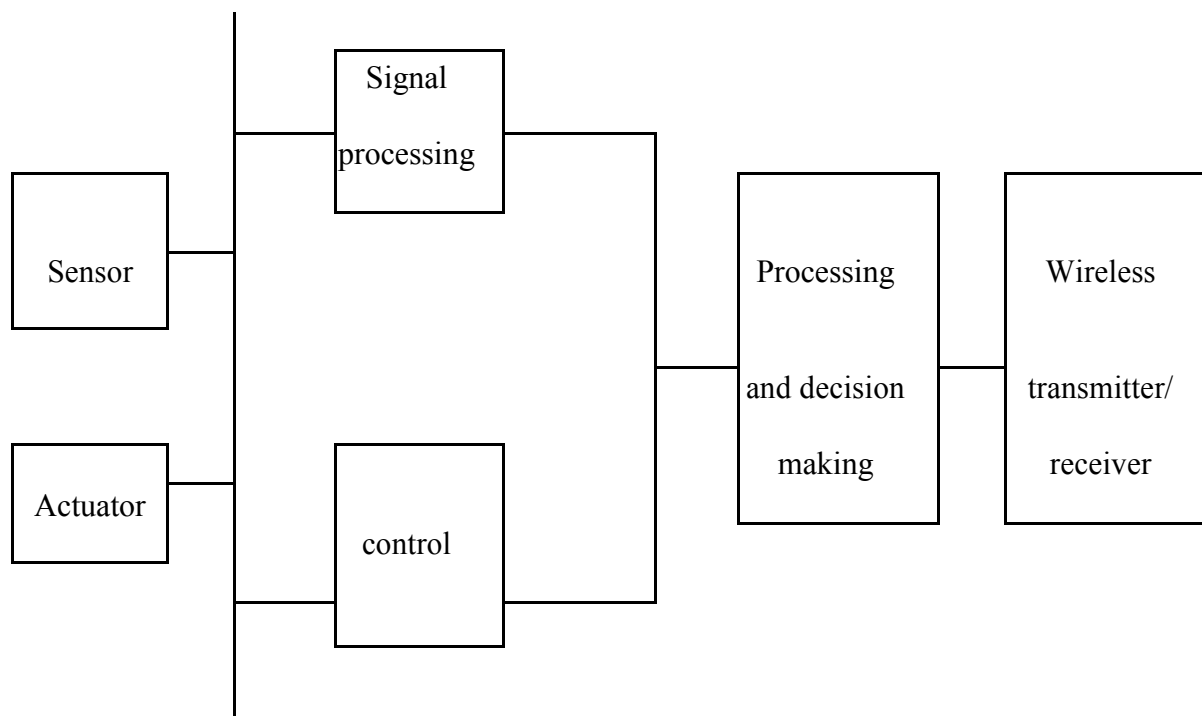 Signal
processing
Sensor
Actuator
control
Processing
and decision
making
Wireless
transmitter/
receiver